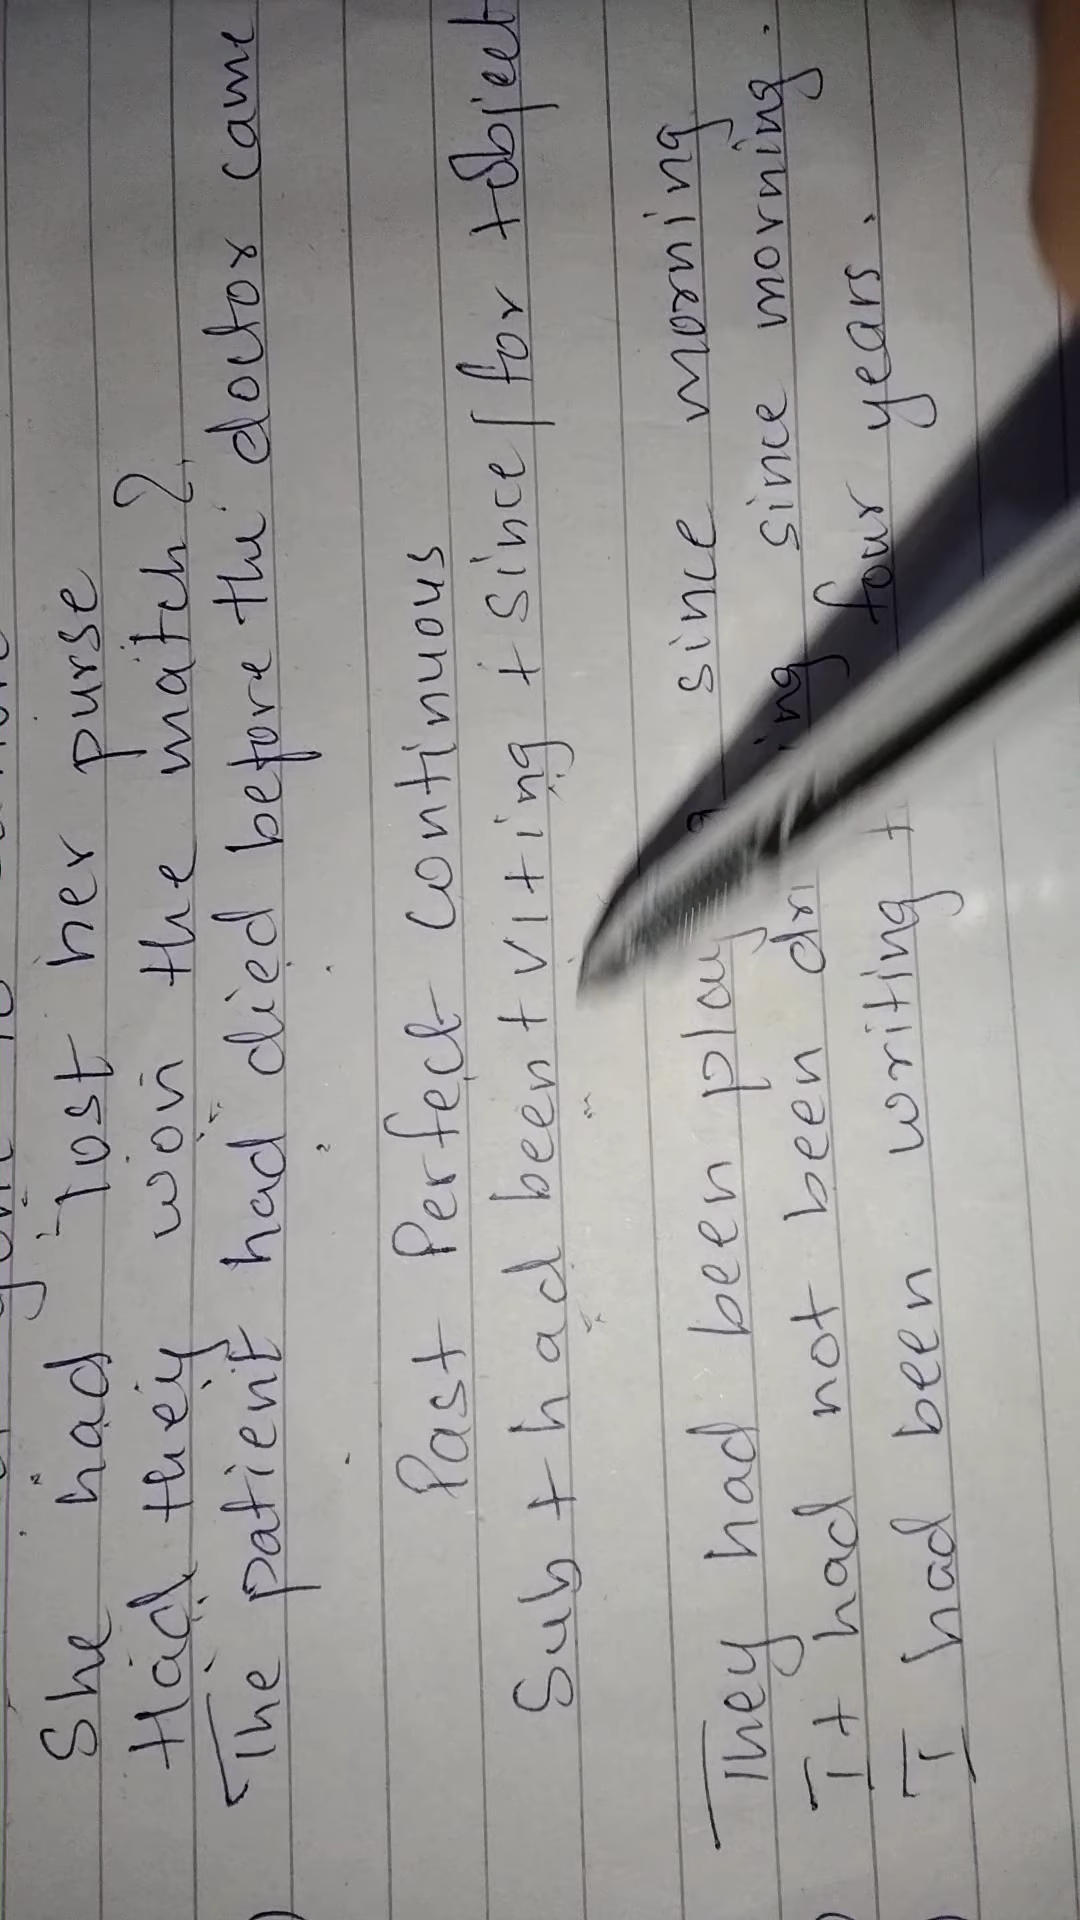 She had lost her purse
Had they won the match?
The patient had died before the doctor came
Past Perfect continuous
Sub + had been + V1 + ing + since / for + object
They had been since morning
It had not been since morning.
I had been writing four years.